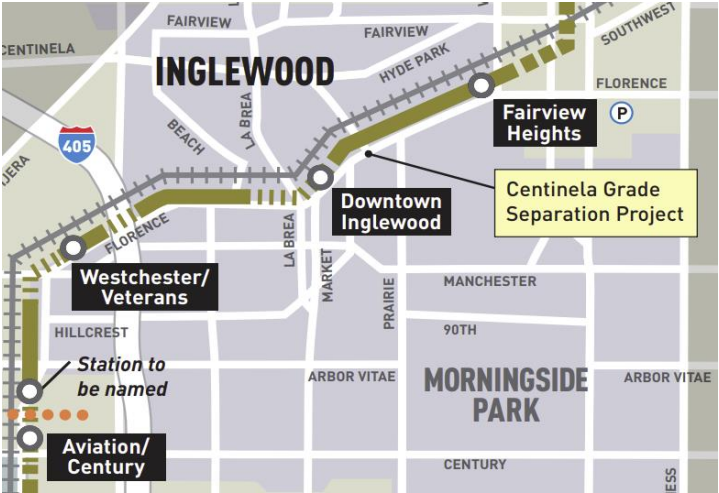 FAIRVIEW
FAIRVIEW
SOUTHWEST
CENTINELA
INGLEWOOD
HYDE PARK
FLORENCE
LA BREA
BEACH
405
Fairview
Heights
P
Centinela Grade
Separation Project
Downtown
Inglewood
FLORENCE
LA BREA
MARKET
Westchester/
Veterans
MANCHESTER
PRAIRIE
HILLCREST
90TH
Station to
be named
ARBOR VITAE
MORNINGSIDE
PARK
ARBOR VITAE
Aviation/
Century
CENTURY
ESS
JERA